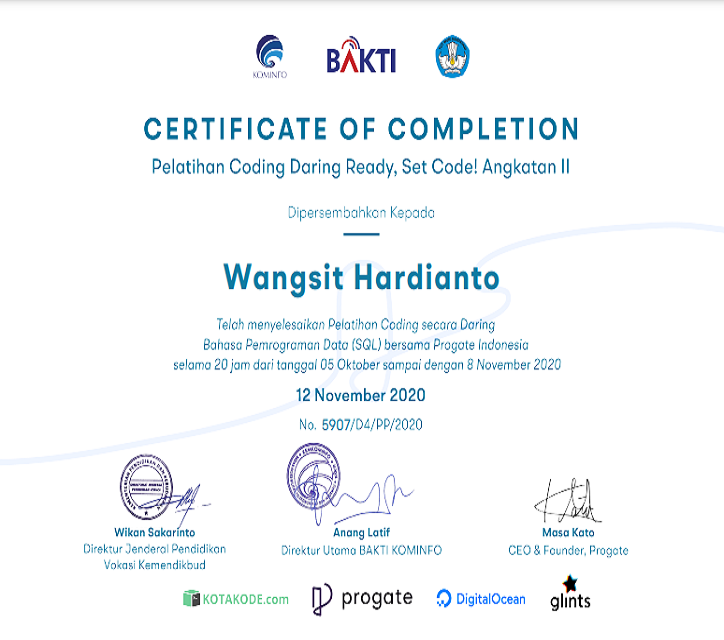 KOMINFO
BAKTI
CERTIFICATE OF COMPLETION
Pelatihan Coding Daring Ready, Set Code! Angkatan II
Dipersembahkan Kepada
Wangsit Hardianto
Telah menyelesaikan Pelatihan Coding secara Daring
Bahasa Pemrograman Data (SQL) bersama Progate Indonesia
selama 20 jam dari tanggal 05 Oktober sampai dengan 8 November 2020
12 November 2020
No. 5907/D4/PP/2020
Wikan Sakarinto
Direktur Jenderal Pendidikan
Vokasi Kemendikbud
Anang Latif
Direktur Utama BAKTI KOMINFO
Masa Kato
CEO & Founder, Progate
KOTAKODE.com
progate
DigitalOcean
glints